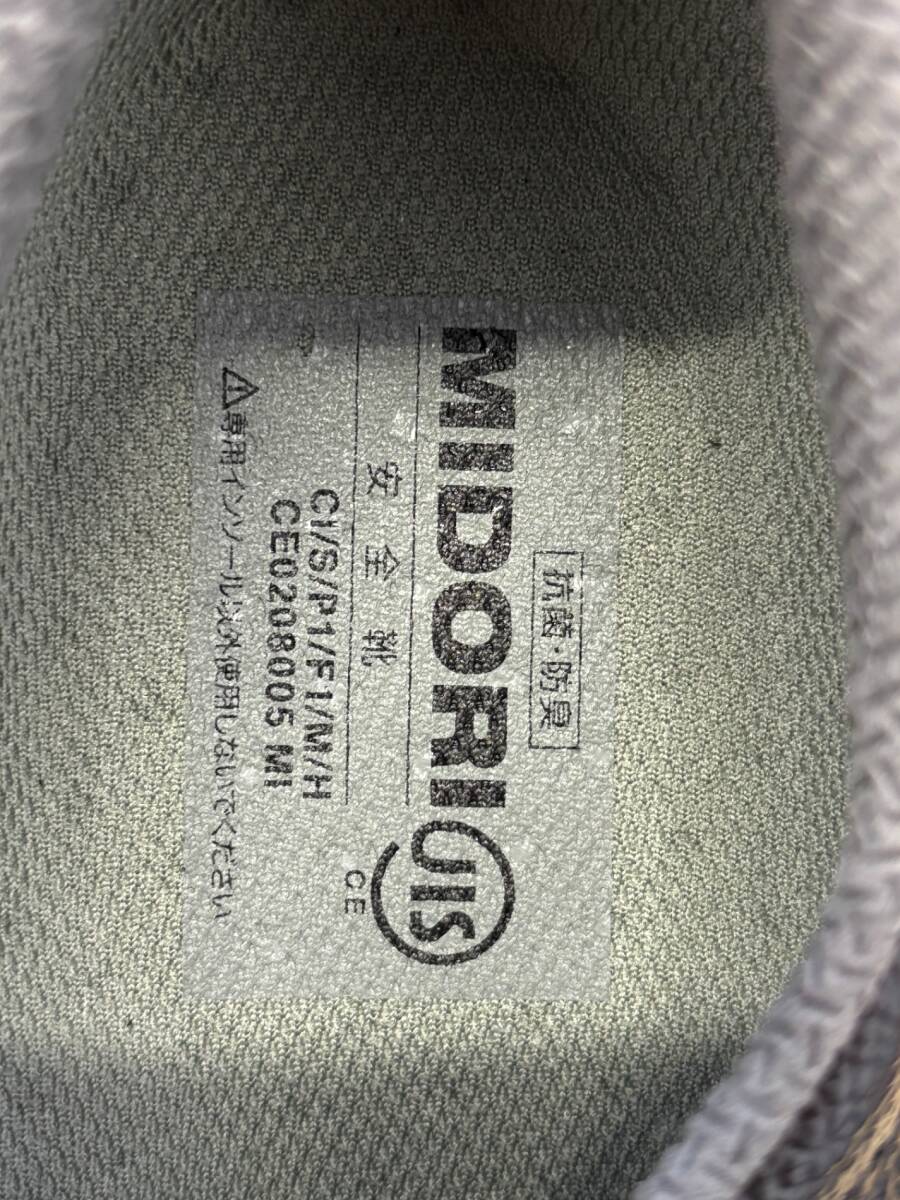 抗菌・防臭
MIDORI
JIS
CE
安全靴
CI/S/P1/F1/M/H
CE0208005 MI
⚠専用インソール以外使用しないでください